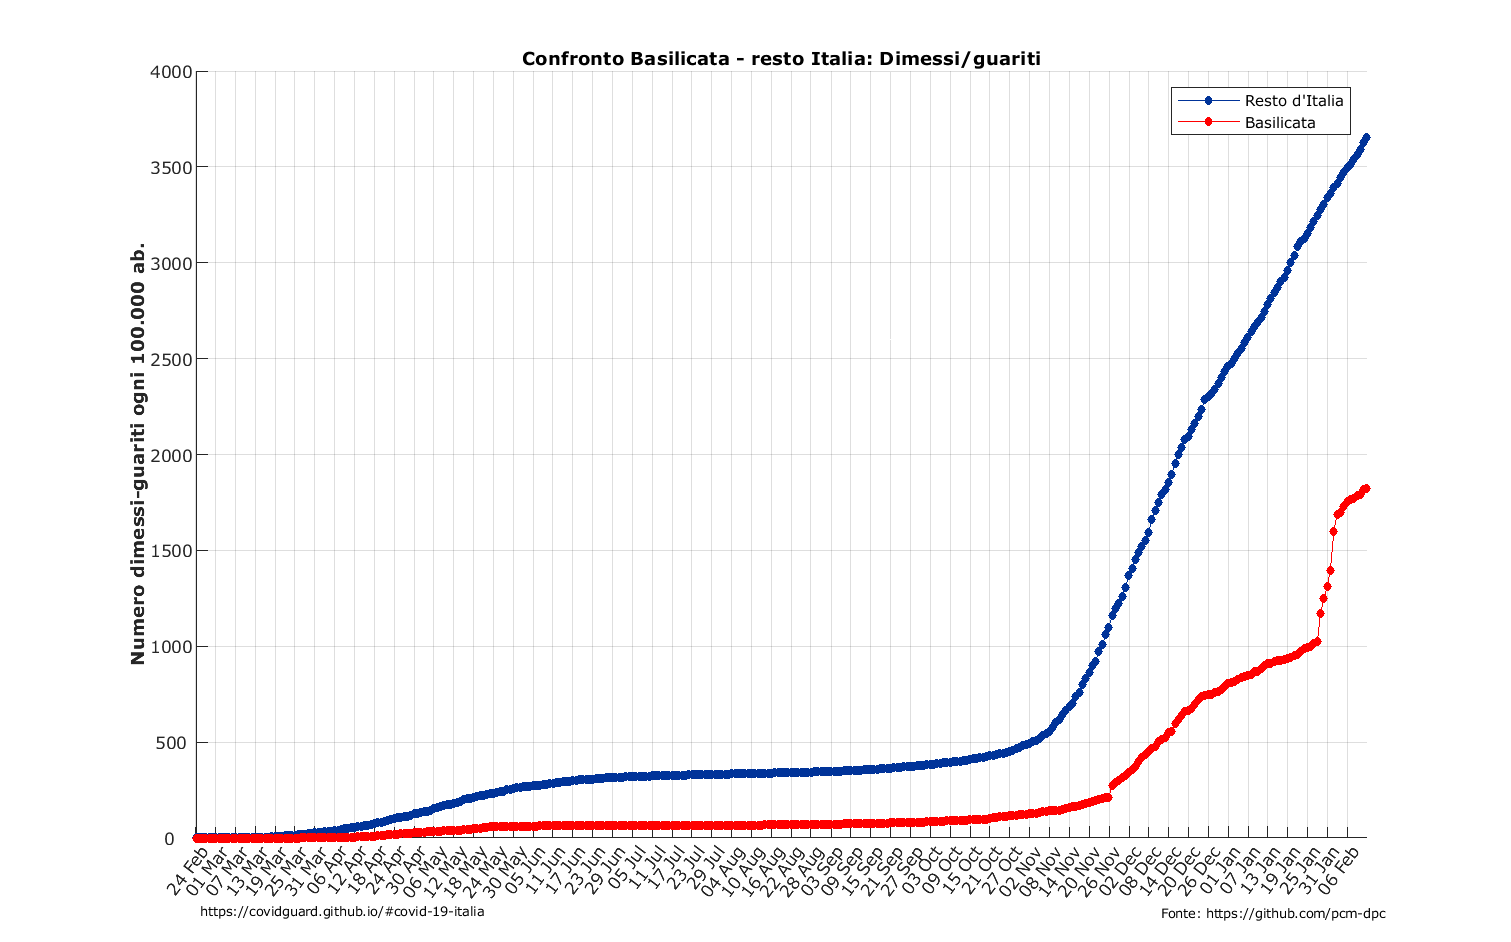 Confronto Basilicata - resto Italia: Dimessi/guariti
Resto d'Italia
Basilicata
Numero dimessi-guariti ogni 100.000 ab.
4000
3500
3000
2500
2000
1500
1000
500
0
24 Feb
01 Mar
07 Mar
13 Mar
19 Mar
25 Mar
31 Mar
06 Apr
12 Apr
18 Apr
24 Apr
30 Apr
06 May
12 May
18 May
24 May
30 May
05 Jun
11 Jun
17 Jun
23 Jun
29 Jun
05 Jul
11 Jul
17 Jul
23 Jul
29 Jul
04 Aug
10 Aug
16 Aug
22 Aug
28 Aug
03 Sep
09 Sep
15 Sep
21 Sep
27 Sep
03 Oct
09 Oct
15 Oct
21 Oct
27 Oct
02 Nov
08 Nov
14 Nov
20 Nov
26 Nov
02 Dec
08 Dec
14 Dec
20 Dec
26 Dec
01 Jan
07 Jan
13 Jan
19 Jan
25 Jan
31 Jan
06 Feb
https://covidguard.github.io/#covid-19-italia
Fonte: https://github.com/pcm-dpc